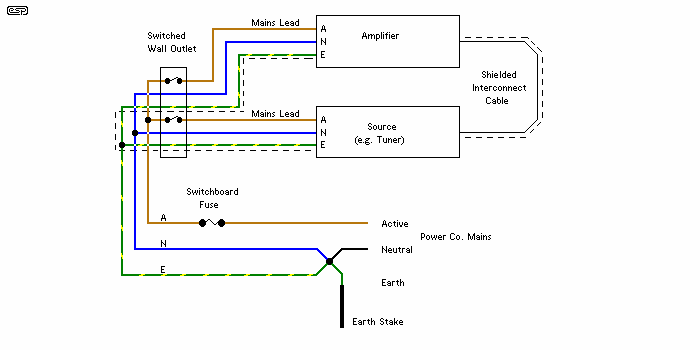 esp
Mains Lead
Switched
Wall Outlet
A
N
E
Amplifier
Shielded
Interconnect
Cable
Mains Lead
A
N
E
Source
(e.g. Tuner)
Switchboard
Fuse
A
Active
Power Co. Mains
N
Neutral
E
Earth
Earth Stake